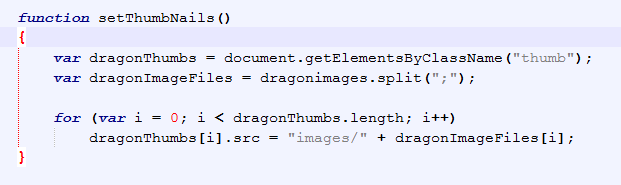 function setThumbNails()
{
var dragonThumbs = document.getElementsByClassName("thumb");
var dragonImageFiles = dragonimages.split(";");
for (var i = 0; i < dragonThumbs.length; i++)
dragonThumbs[i].src = "images/" + dragonImageFiles[i];
}